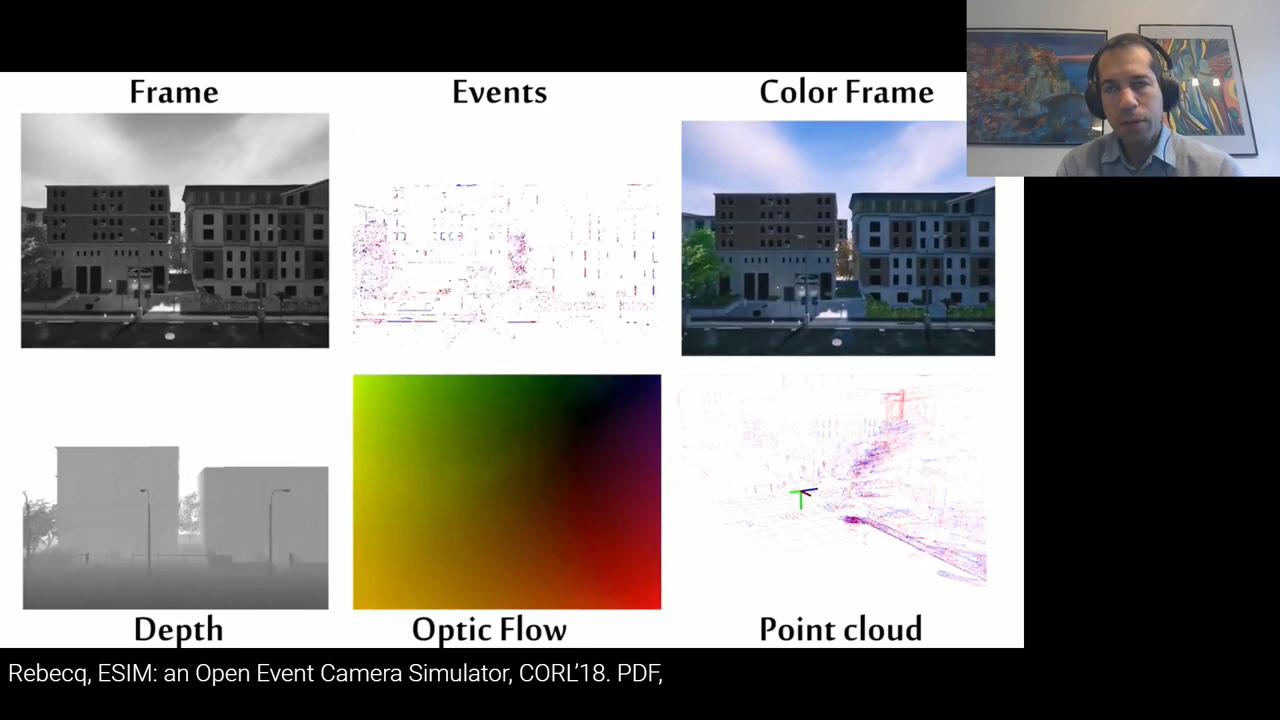 Frame
Events
Color Frame
Depth
Optic Flow
Point cloud
Rebecq, ESIM: an Open Event Camera Simulator, CORL’18. PDF,